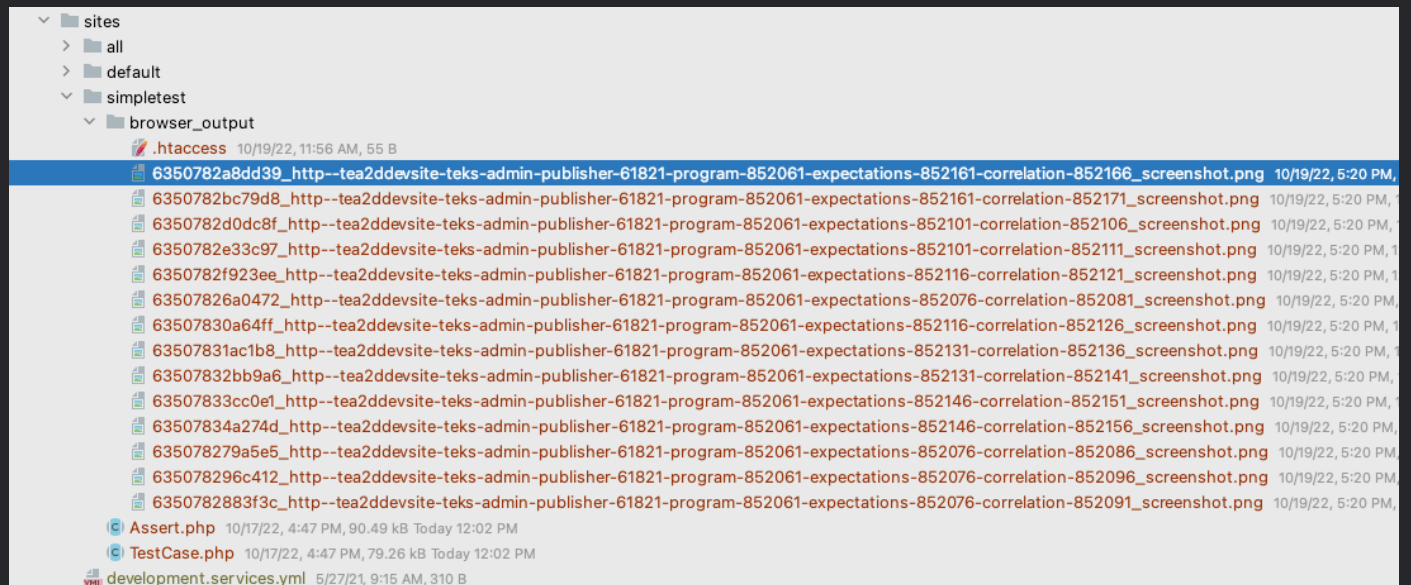 sites
all
default
simpletest
browser_output
.htaccess 10/19/22, 11:56 AM, 55 B
6350782a8dd39_http--tea2ddevsite-teks-admin-publisher-61821-program-852061-expectations-852161-correlation-852166_screenshot.png 10/19/22, 5:20 PM,
6350782bc79d8_http--tea2ddevsite-teks-admin-publisher-61821-program-852061-expectations-852161-correlation-852171_screenshot.png 10/19/22, 5:20 PM,
6350782d0dc8f_http--tea2ddevsite-teks-admin-publisher-61821-program-852061-expectations-852101-correlation-852106_screenshot.png 10/19/22, 5:20 PM,
6350782e33c97_http--tea2ddevsite-teks-admin-publisher-61821-program-852061-expectations-852101-correlation-852111_screenshot.png 10/19/22, 5:20 PM, 1
6350782f923ee_http--tea2ddevsite-teks-admin-publisher-61821-program-852061-expectations-852116-correlation-852121_screenshot.png 10/19/22, 5:20 PM,
63507826a0472_http--tea2ddevsite-teks-admin-publisher-61821-program-852061-expectations-852076-correlation-852081_screenshot.png 10/19/22, 5:20 PM,
63507830a64ff_http--tea2ddevsite-teks-admin-publisher-61821-program-852061-expectations-852116-correlation-852126_screenshot.png 10/19/22, 5:20 PM, 1
63507831ac1b8_http--tea2ddevsite-teks-admin-publisher-61821-program-852061-expectations-852131-correlation-852136_screenshot.png 10/19/22, 5:20 PM, 1
63507832bb9a6_http--tea2ddevsite-teks-admin-publisher-61821-program-852061-expectations-852131-correlation-852141_screenshot.png 10/19/22, 5:20 PM,
63507833cc0e1_http--tea2ddevsite-teks-admin-publisher-61821-program-852061-expectations-852146-correlation-852151_screenshot.png 10/19/22, 5:20 PM, 1
63507834a274d_http--tea2ddevsite-teks-admin-publisher-61821-program-852061-expectations-852146-correlation-852156_screenshot.png 10/19/22, 5:20 PM,
635078279a5e5_http--tea2ddevsite-teks-admin-publisher-61821-program-852061-expectations-852076-correlation-852086_screenshot.png 10/19/22, 5:20 PM,
635078296c412_http--tea2ddevsite-teks-admin-publisher-61821-program-852061-expectations-852076-correlation-852096_screenshot.png 10/19/22, 5:20 PM,
6350782883f3c_http--tea2ddevsite-teks-admin-publisher-61821-program-852061-expectations-852076-correlation-852091_screenshot.png 10/19/22, 5:20 PM,
Assert.php 10/17/22, 4:47 PM, 90.49 kB Today 12:02 PM
TestCase.php 10/17/22, 4:47 PM, 79.26 kB Today 12:02 PM
development.services.yml 5/27/21, 9:15 AM, 310 B